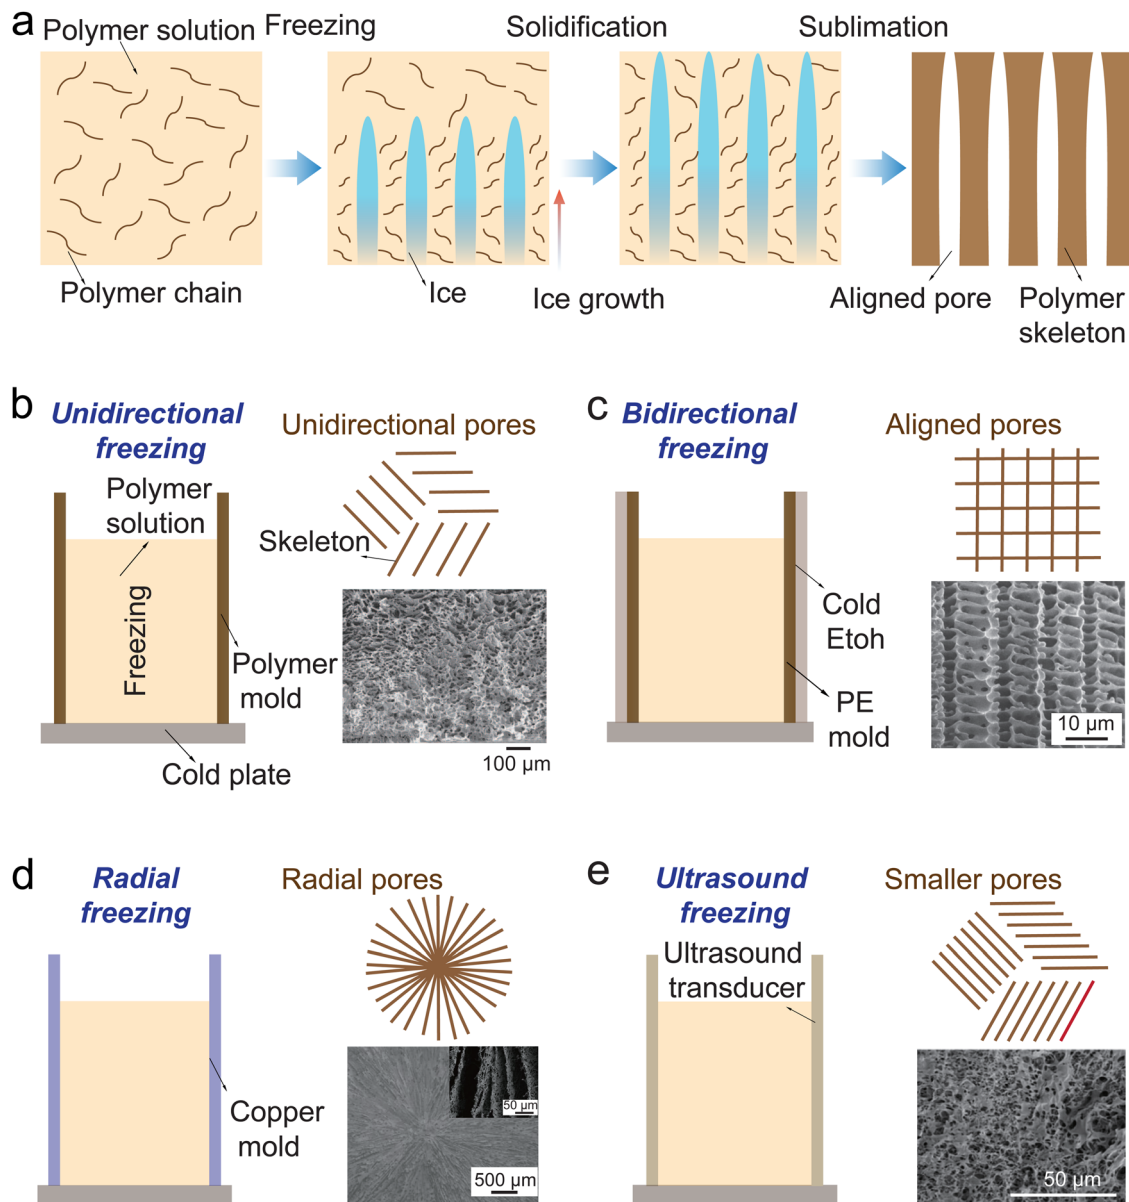 a
Polymer solution
Freezing
Solidification
Sublimation
Polymer chain
Ice
Ice growth
Aligned pore
Polymer
skeleton
b
Unidirectional
freezing
Unidirectional pores
Polymer
solution
Skeleton
Freezing
Polymer
mold
Cold plate
100 μm
c
Bidirectional
freezing
Aligned pores
Cold
Etoh
PE
mold
10 μm
d
Radial
freezing
Radial pores
Copper
mold
50 μm
500 μm
e
Ultrasound
freezing
Smaller pores
Ultrasound
transducer
50 μm